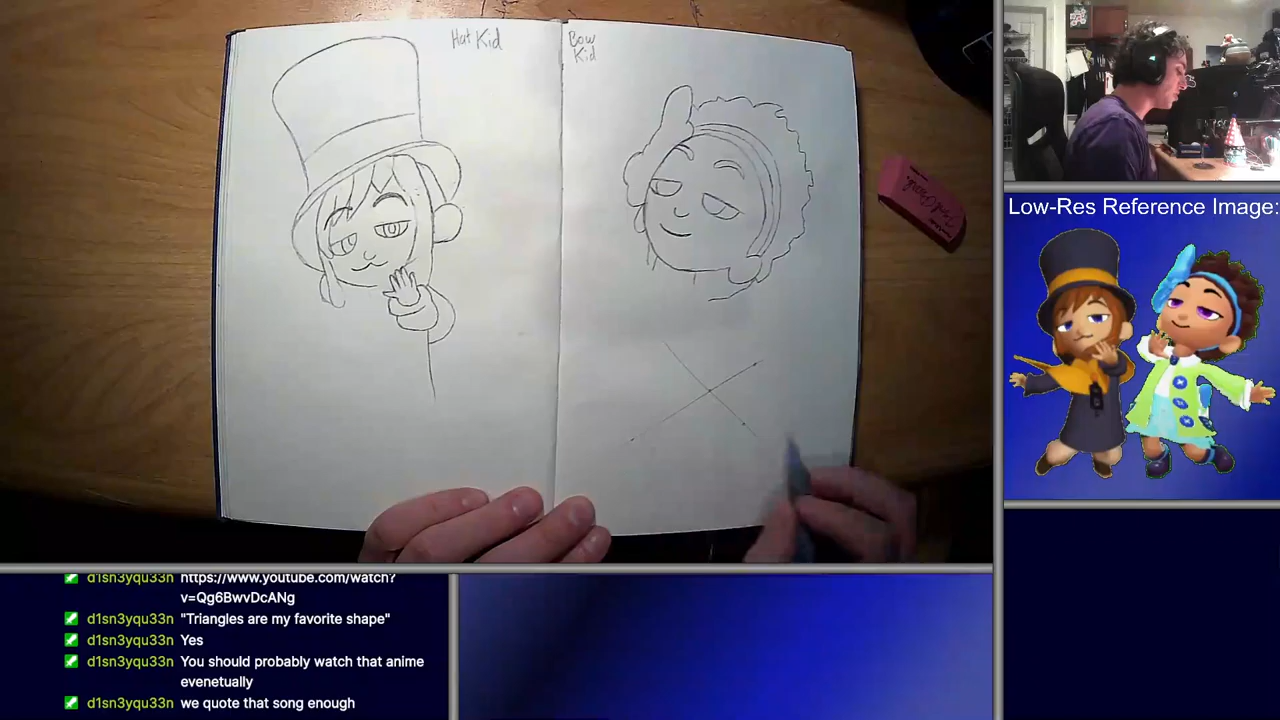 Hat Kid
Bow
Kid
Low-Res Reference Image:
d1sn3yqu33n https://www.youtube.com/watch?
v=Qg6BwvDcANg
d1sn3yqu33n "Triangles are my favorite shape"
d1sn3yqu33n Yes
d1sn3yqu33n You should probably watch that anime
evenetually
d1sn3yqu33n we quote that song enough